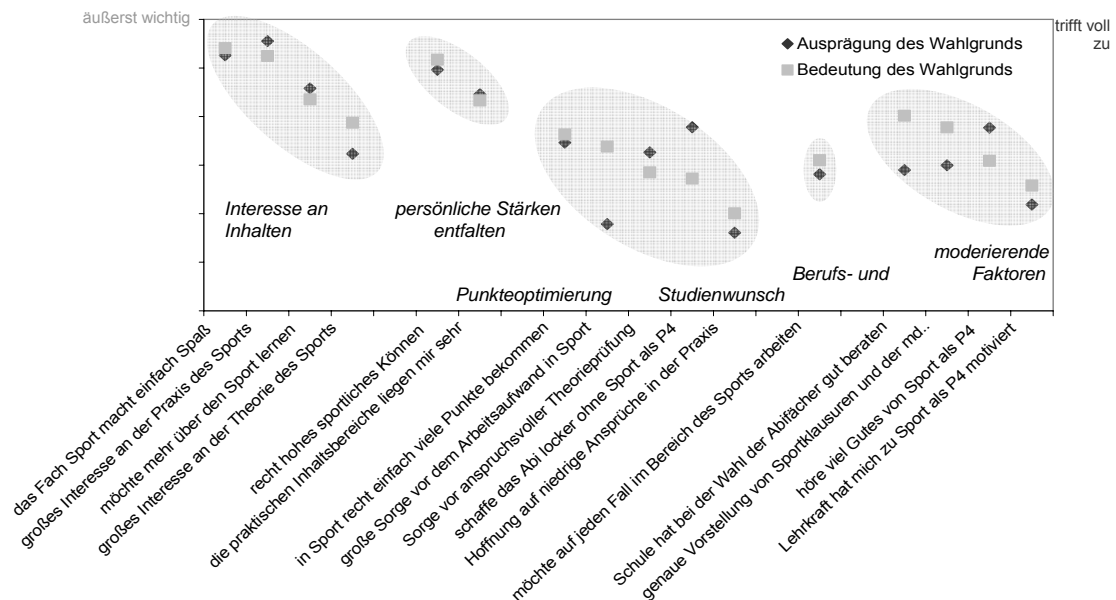 äußerst wichtig
trifft voll
zu
Ausprägung des Wahlgrunds
Bedeutung des Wahlgrunds
Interesse an
Inhalten
persönliche Stärken
entfalten
Punkteoptimierung
Studienwunsch
Berufs- und
moderierende
Faktoren
das Fach Sport macht einfach Spaß
großes Interesse an der Praxis des Sports
möchte mehr über den Sport lernen
großes Interesse an der Theorie des Sports
recht hohes sportliches Können
die praktischen Inhaltsbereiche liegen mir sehr
in Sport recht einfach viele Punkte bekommen
große Sorge vor dem Arbeitsaufwand in Sport
Sorge vor anspruchsvoller Theorieprüfung
schaffe das Abi locker ohne Sport als P4
Hoffnung auf niedrige Ansprüche in der Praxis
möchte auf jeden Fall im Bereich des Sports arbeiten
Schule hat bei der Wahl der Abifächer gut beraten
genaue Vorstellung von Sportklausuren und der md..
höre viel Gutes von Sport als P4
Lehrkraft hat mich zu Sport als P4 motiviert